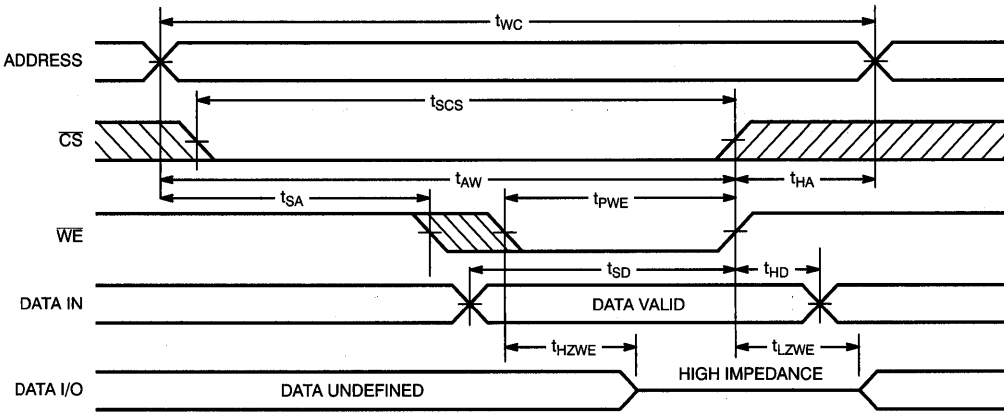 tWC
ADDRESS
tSCS
CS
tAW
tHA
tSA
tPWE
WE
tSD
tHD
DATA IN
DATA VALID
tHZWE
tLZWE
HIGH IMPEDANCE
DATA I/O
DATA UNDEFINED